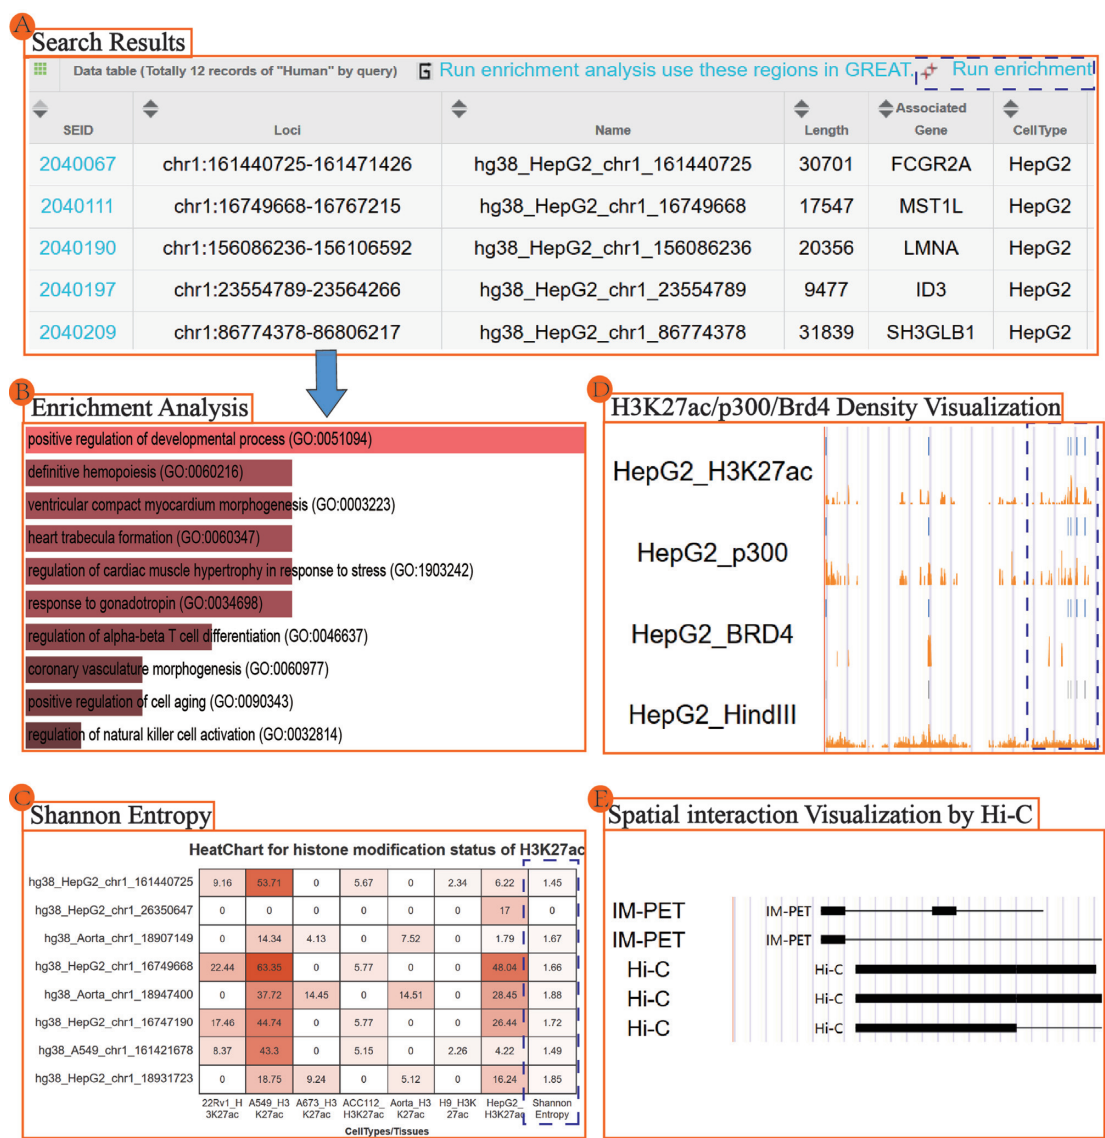 A
Search Results
Data table (Totally 12 records of "Human" by query) G Run enrichment analysis use these regions in GREAT. Run enrichment
SEID Loci Name Length Associated Gene CellType
2040067 chr1:161440725-161471426 hg38_HepG2_chr1_161440725 30701 FCGR2A HepG2
2040111 chr1:16749668-16767215 hg38_HepG2_chr1_16749668 17547 MST1L HepG2
2040190 chr1:156086236-156106592 hg38_HepG2_chr1_156086236 20356 LMNA HepG2
2040197 chr1:23554789-23564266 hg38_HepG2_chr1_23554789 9477 ID3 HepG2
2040209 chr1:86774378-86806217 hg38_HepG2_chr1_86774378 31839 SH3GLB1 HepG2
B
Enrichment Analysis
positive regulation of developmental process (GO:0051094)
definitive hemopoiesis (GO:0060216)
ventricular compact myocardium morphogenesis (GO:0003223)
heart trabecula formation (GO:0060347)
regulation of cardiac muscle hypertrophy in response to stress (GO:1903242)
response to gonadotropin (GO:0034698)
regulation of alpha-beta T cell differentiation (GO:0046637)
coronary vasculature morphogenesis (GO:0060977)
positive regulation of cell aging (GO:0090343)
regulation of natural killer cell activation (GO:0032814)
D
H3K27ac/p300/Brd4 Density Visualization
HepG2_H3K27ac
HepG2_p300
HepG2_BRD4
HepG2_HindIII
C
Shannon Entropy
HeatChart for histone modification status of H3K27ac
hg38_HepG2_chr1_161440725 9.16 53.71 0 5.67 0 2.34 6.22 1.45
hg38_HepG2_chr1_26350647 0 0 0 0 0 0 17 0
hg38_Aorta_chr1_18907149 0 14.34 4.13 0 7.52 0 1.79 1.67
hg38_HepG2_chr1_16749668 22.44 63.35 0 5.77 0 0 48.04 1.66
hg38_Aorta_chr1_18947400 0 37.72 14.45 0 14.51 0 28.45 1.88
hg38_HepG2_chr1_16747190 17.46 44.74 0 5.77 0 0 26.44 1.72
hg38_A549_chr1_161421678 8.37 43.3 0 5.15 0 2.26 4.22 1.49
hg38_HepG2_chr1_18931723 0 18.75 9.24 0 5.12 0 16.24 1.85
22Rv1_H A549_H3 A673_H3 ACC112_ Aorta_H3 H9_H3K HepG2_ Shannon
3K27ac K27ac K27ac H3K27ac K27ac 27ac H3K27ac Entropy
CellTypes/Tissues
E
Spatial interaction Visualization by Hi-C
IM-PET IM-PET
IM-PET IM-PET
Hi-C Hi-C
Hi-C Hi-C
Hi-C Hi-C